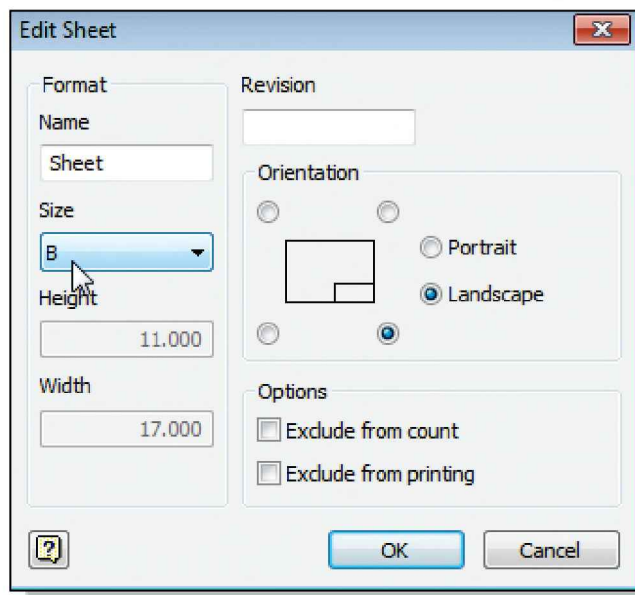 Edit Sheet
Format
Name
Sheet
Size
B
Height
11.000
Width
17.000
Revision
Orientation
Portrait
Landscape
Options
Exclude from count
Exclude from printing
?
OK
Cancel